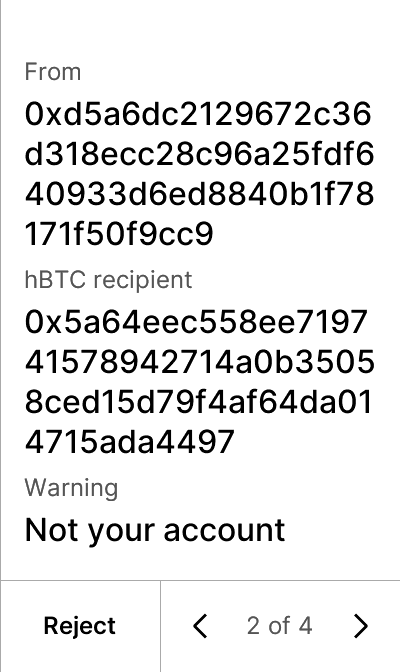 From
0xd5a6dc2129672c36
d318ecc28c96a25fdf6
40933d6ed8840b1f78
171f50f9cc9
hBTC recipient
0x5a64eec558ee7197
41578942714a0b3505
8ced15d79f4af64da01
4715ada4497
Warning
Not your account
Reject
2 of 4